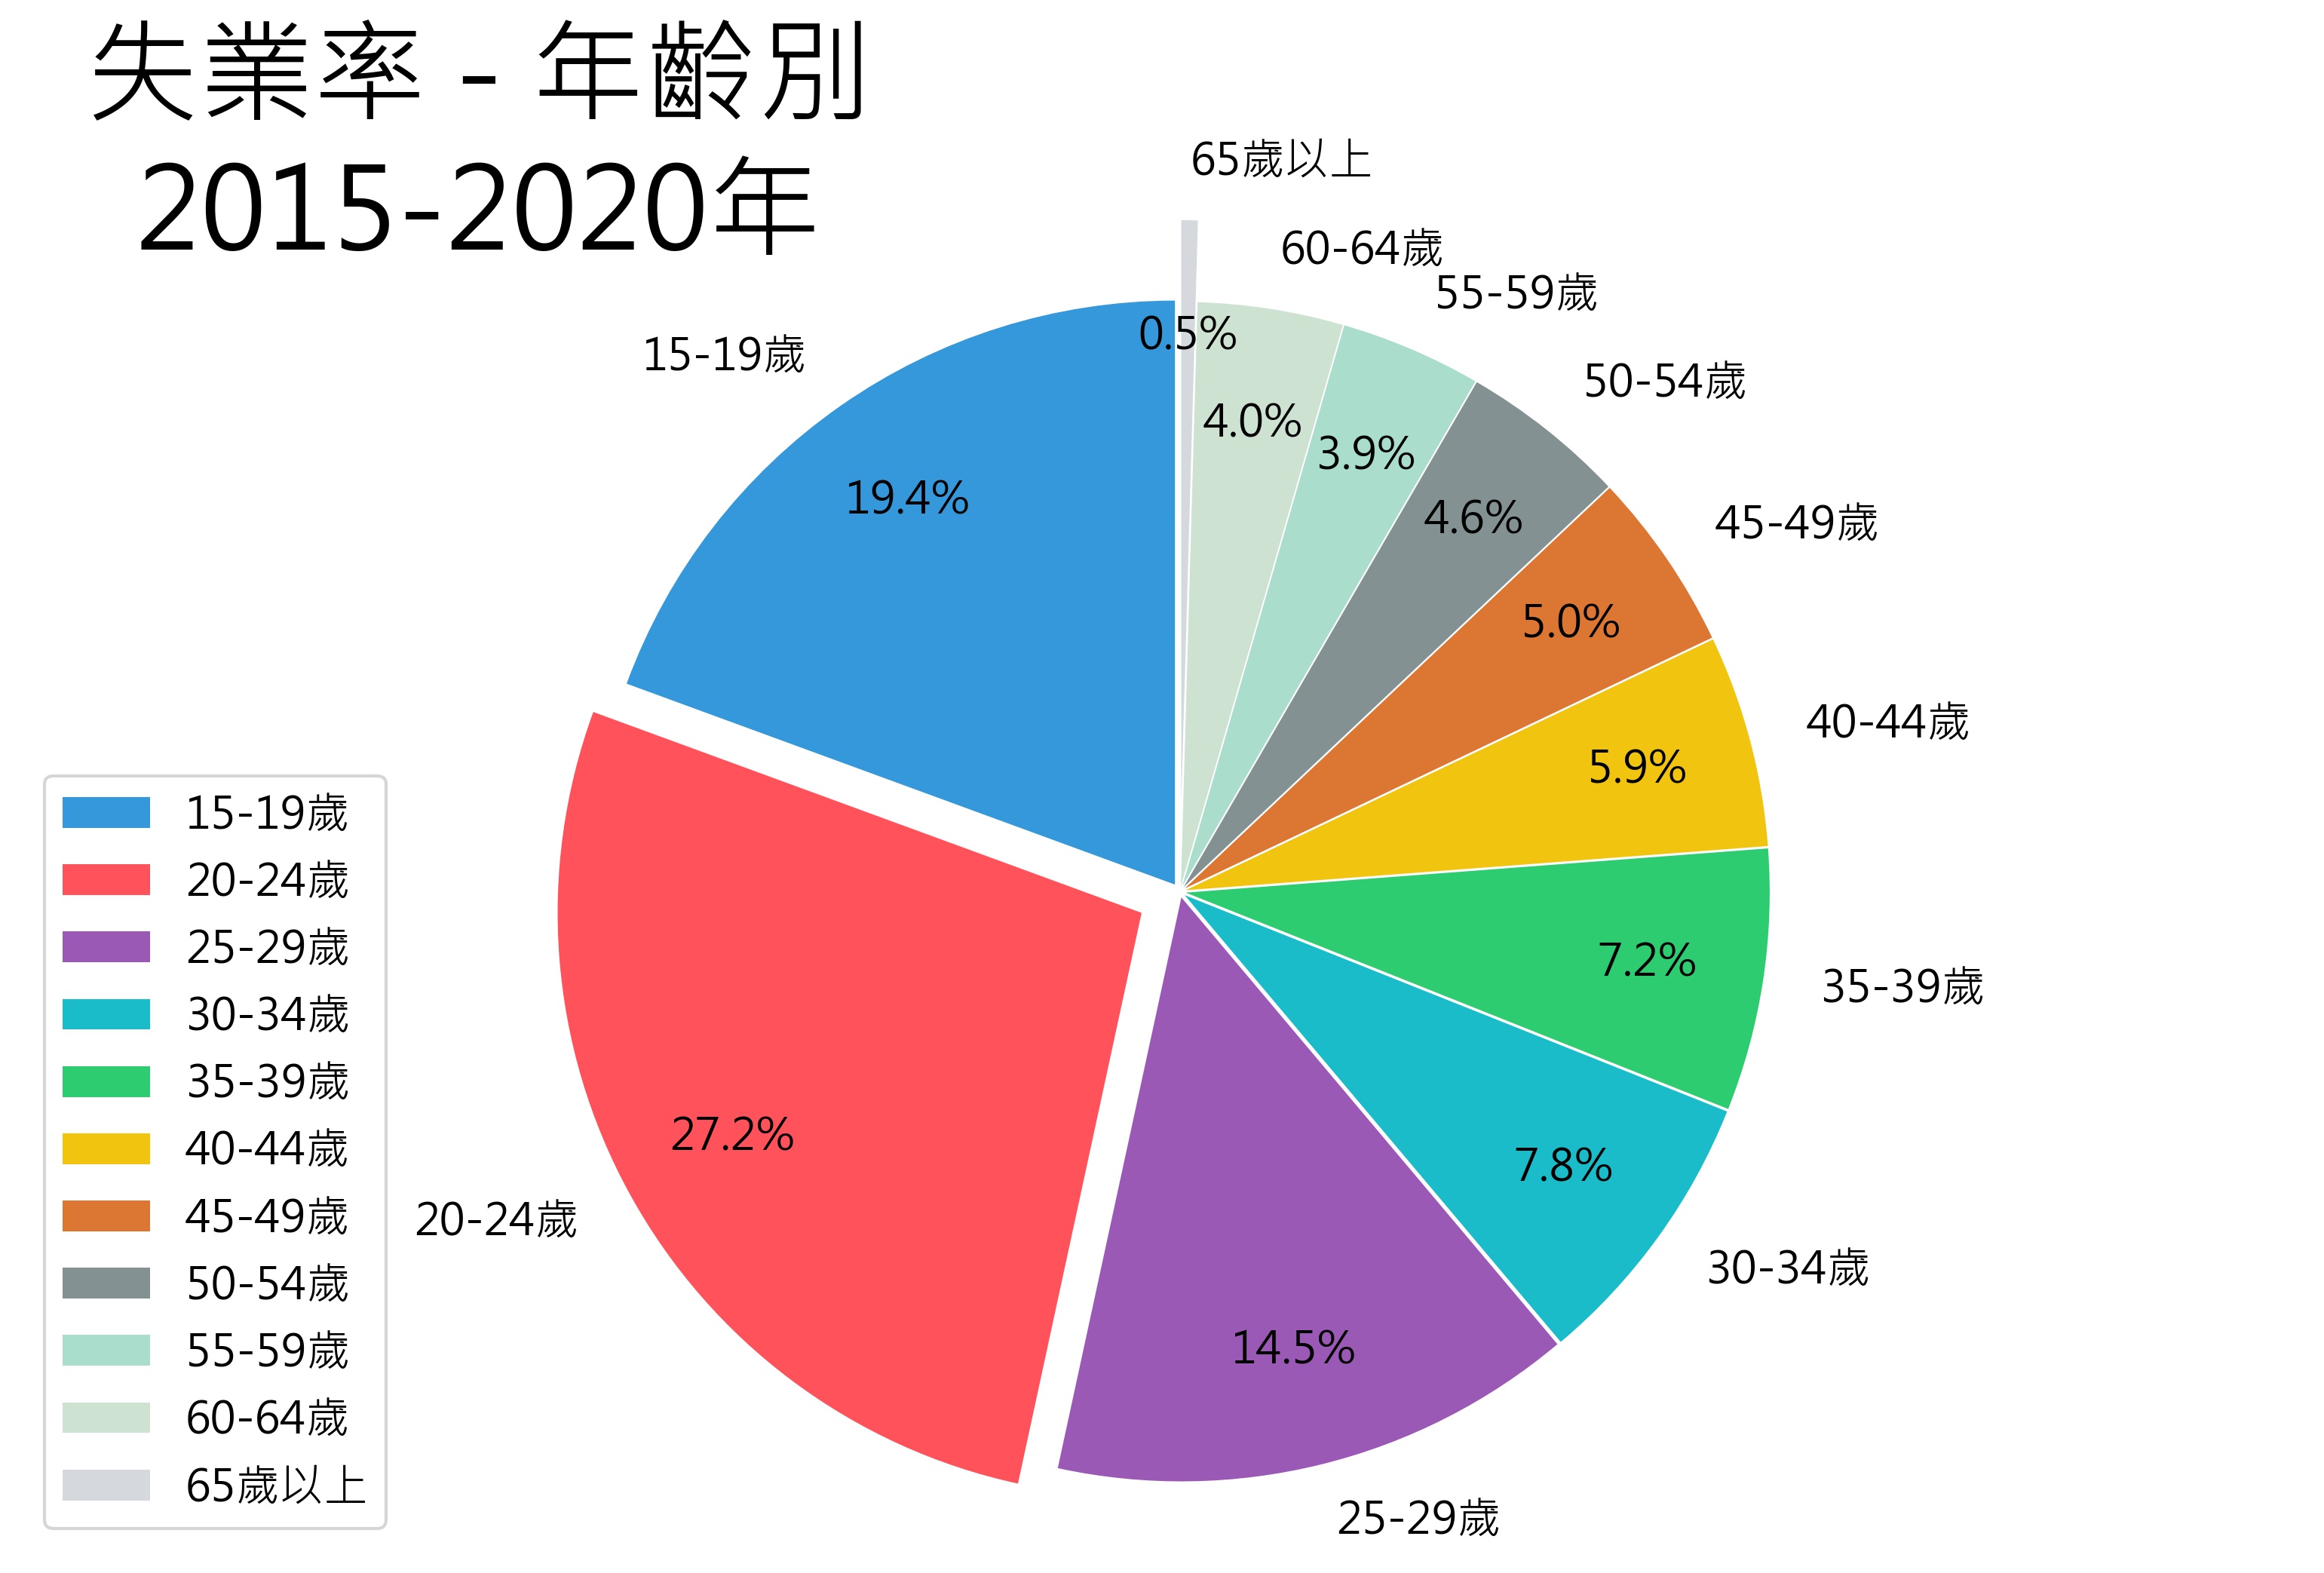 失業率 - 年齡別
2015-2020年
65歲以上
60-64歲
55-59歲
50-54歲
45-49歲
40-44歲
35-39歲
30-34歲
25-29歲
20-24歲
15-19歲
0.5%
4.0%
3.9%
4.6%
5.0%
5.9%
7.2%
7.8%
14.5%
27.2%
19.4%
15-19歲
20-24歲
25-29歲
30-34歲
35-39歲
40-44歲
45-49歲
50-54歲
55-59歲
60-64歲
65歲以上